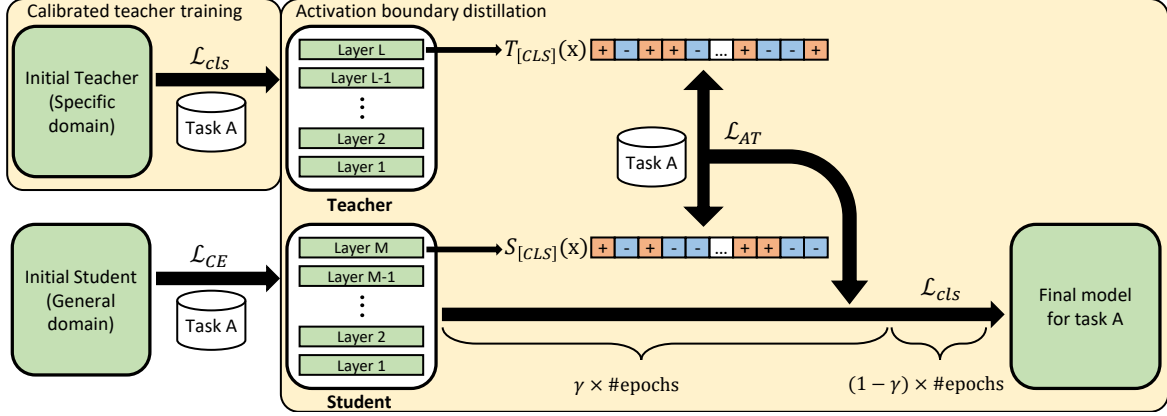 Calibrated teacher training
Activation boundary distillation
Initial Teacher
(Specific
domain)
ℒ_cls
Task A
Layer L
Layer L-1
⋮
Layer 2
Layer 1
Teacher
T_[CLS](x)
+ - + + - ... + - - +
Task A
ℒ_AT
Initial Student
(General
domain)
ℒ_CE
Task A
Layer M
Layer M-1
⋮
Layer 2
Layer 1
Student
S_[CLS](x)
+ - + - - ... + + - -
ℒ_cls
γ × #epochs
(1 − γ) × #epochs
Final model
for task A